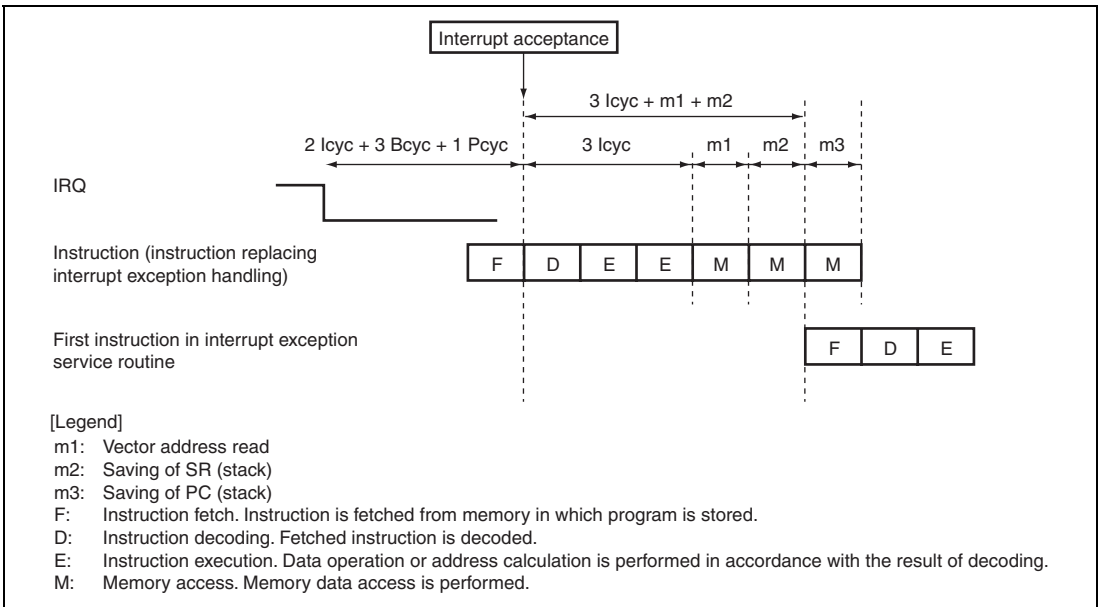 Interrupt acceptance
3 Icyc + m1 + m2
2 Icyc + 3 Bcyc + 1 Pcyc
3 Icyc
m1
m2
m3
IRQ
Instruction (instruction replacing
interrupt exception handling)
F D E E M M M
First instruction in interrupt exception
service routine
F D E
[Legend]
m1: Vector address read
m2: Saving of SR (stack)
m3: Saving of PC (stack)
F: Instruction fetch. Instruction is fetched from memory in which program is stored.
D: Instruction decoding. Fetched instruction is decoded.
E: Instruction execution. Data operation or address calculation is performed in accordance with the result of decoding.
M: Memory access. Memory data access is performed.